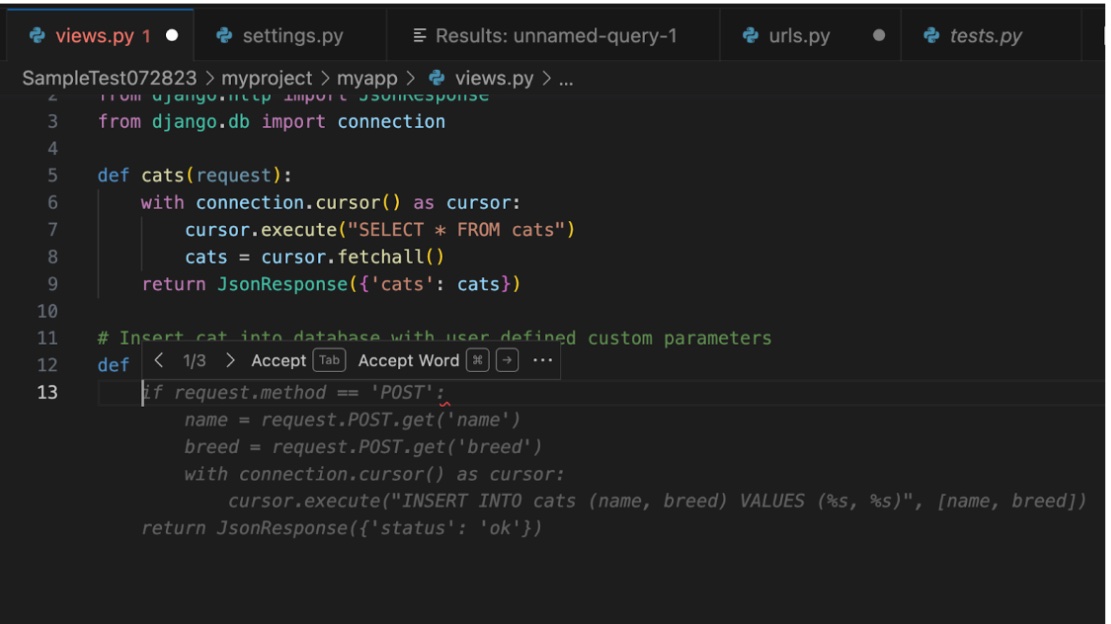 views.py 1 ● settings.py Results: unnamed-query-1 urls.py ● tests.py
SampleTest072823 > myproject > myapp > views.py > ...
2 from django.http import JsonResponse
3 from django.db import connection
4
5 def cats(request):
6 with connection.cursor() as cursor:
7 cursor.execute("SELECT * FROM cats")
8 cats = cursor.fetchall()
9 return JsonResponse({'cats': cats})
10
11 # Insert cat into database with user defined custom parameters
12 def
< 1/3 > Accept Tab Accept Word ⌘ → ···
13 if request.method == 'POST':
name = request.POST.get('name')
breed = request.POST.get('breed')
with connection.cursor() as cursor:
cursor.execute("INSERT INTO cats (name, breed) VALUES (%s, %s)", [name, breed])
return JsonResponse({'status': 'ok'})